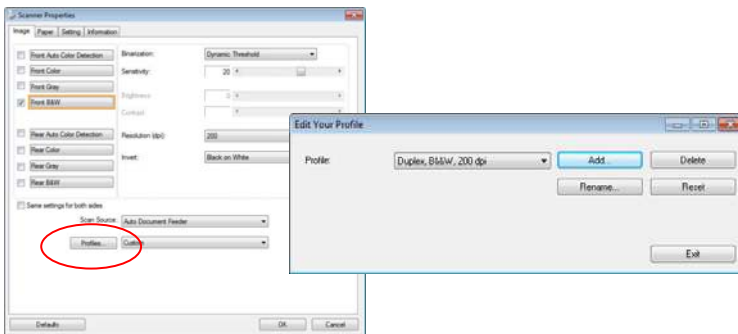 Scanner Properties
Image Paper Setting Information
Front Auto Color Detection
Front Color
Front Gray
Front B&W
Rear Auto Color Detection
Rear Color
Rear Gray
Rear B&W
Binarization: Dynamic Threshold
Sensitivity: 20
Brightness: 0
Contrast:
Resolution (dpi): 200
Invert: Black on White
Same settings for both sides
Scan Source: Auto Document Feeder
Profiles... Custom
Defaults OK Cancel
Edit Your Profile
Profile: Duplex, B&W, 200 dpi Add... Delete
Rename... Reset
Exit